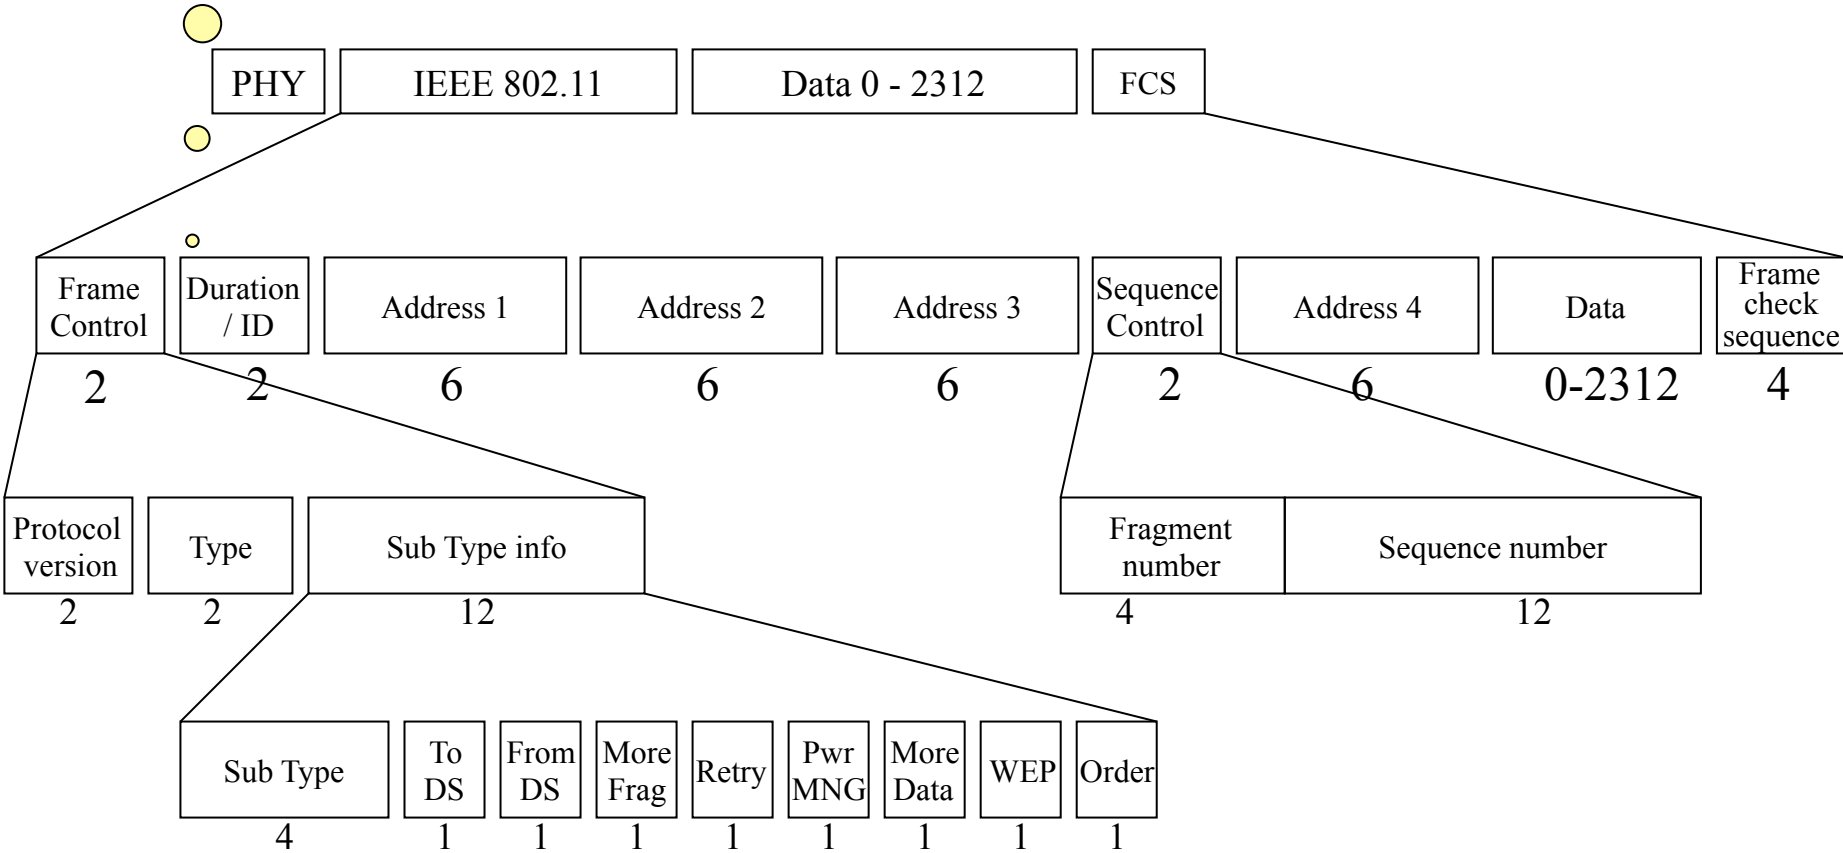 PHY IEEE 802.11 Data 0 - 2312 FCS
Frame
Control
Duration
/ ID
Address 1
Address 2
Address 3
Sequence
Control
Address 4
Data
Frame
check
sequence
2 2 6 6 6 2 6 0-2312 4
Protocol
version
Type
Sub Type info
Fragment
number
Sequence number
2 2 12 4 12
Sub Type
To
DS
From
DS
More
Frag
Retry
Pwr
MNG
More
Data
WEP
Order
4 1 1 1 1 1 1 1 1